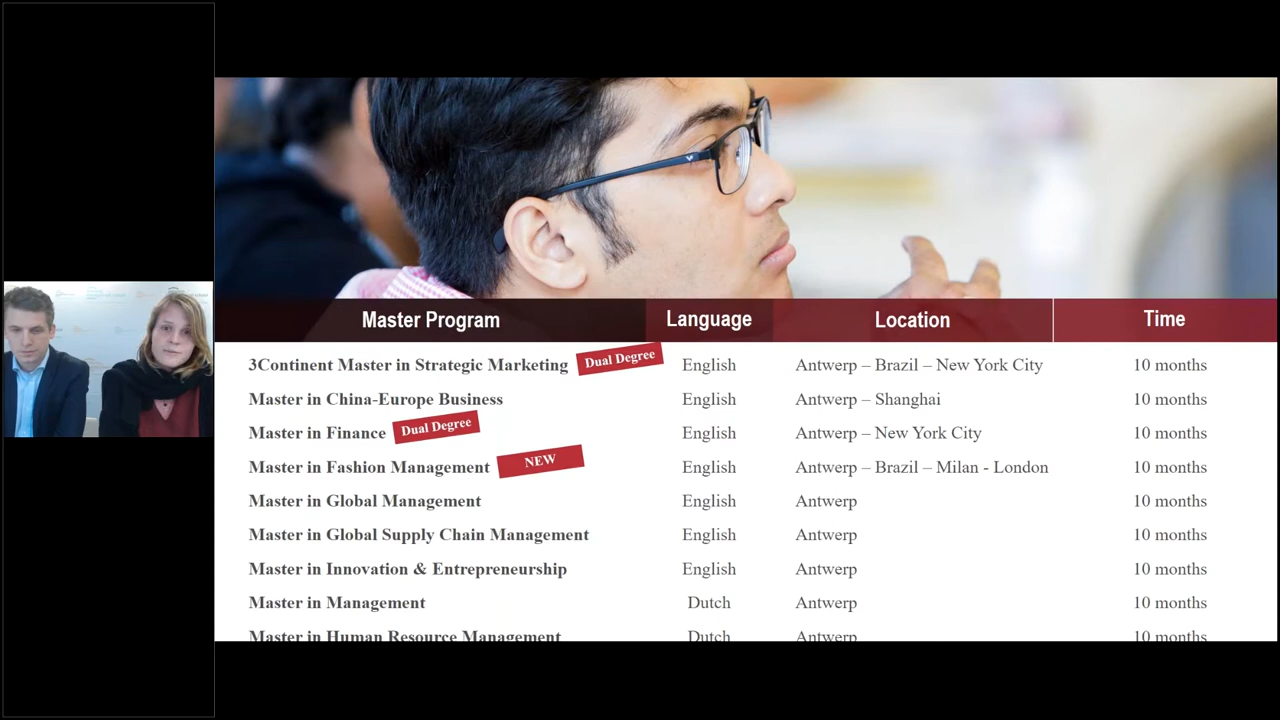 Master Program Language Location Time
3Continent Master in Strategic Marketing Dual Degree English Antwerp – Brazil – New York City 10 months
Master in China-Europe Business English Antwerp – Shanghai 10 months
Master in Finance Dual Degree English Antwerp – New York City 10 months
Master in Fashion Management NEW English Antwerp – Brazil – Milan - London 10 months
Master in Global Management English Antwerp 10 months
Master in Global Supply Chain Management English Antwerp 10 months
Master in Innovation & Entrepreneurship English Antwerp 10 months
Master in Management Dutch Antwerp 10 months
Master in Human Resource Management Dutch Antwerp 10 months